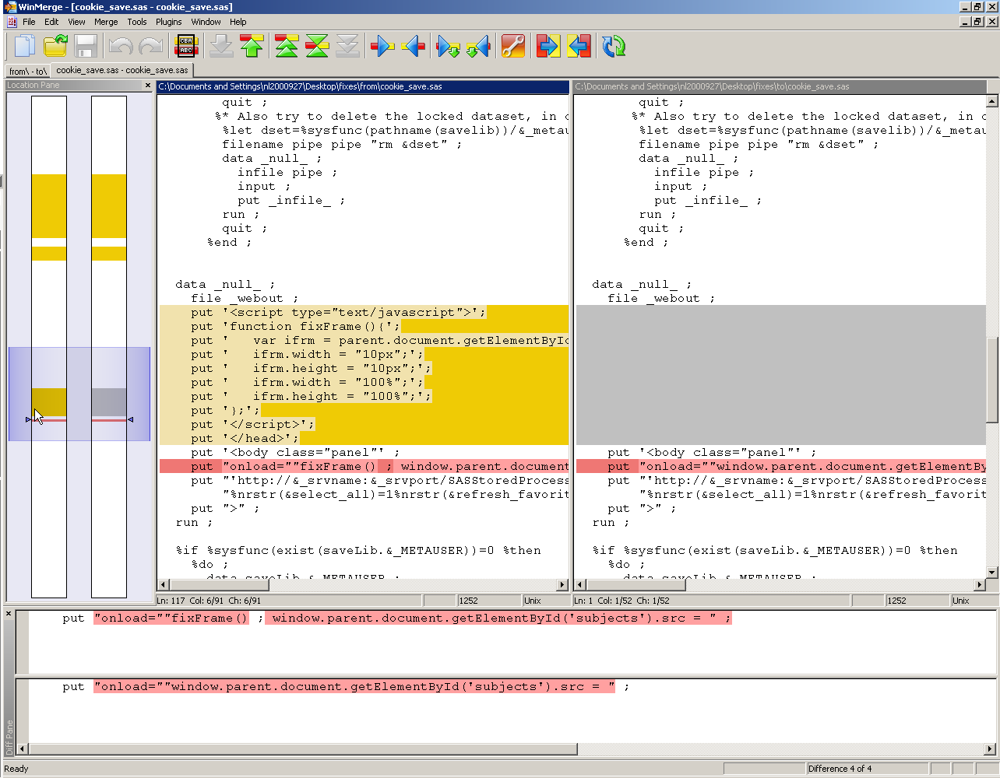 WinMerge - [cookie_save.sas - cookie_save.sas]
File Edit View Merge Tools Plugins Window Help
CBA
ABC
from\ - to\ cookie_save.sas - cookie_save.sas
Location Pane
C:\Documents and Settings\nl2000927\Desktop\fixes\from\cookie_save.sas
quit ;
%* Also try to delete the locked dataset, in
%let dset=%sysfunc(pathname(savelib))/&_metau
filename pipe pipe "rm &dset" ;
data _null_ ;
infile pipe ;
input ;
put _infile_ ;
run ;
quit ;
%end ;
data _null_ ;
file _webout ;
put '<script type="text/javascript">';
put 'function fixFrame(){';
put '   var ifrm = parent.document.getElementById
put '   ifrm.width = "10px";';
put '   ifrm.height = "10px";';
put '   ifrm.width = "100%";';
put '   ifrm.height = "100%";';
put '};';
put '</script>';
put '</head>';
put '<body class="panel"' ;
put "onload=""fixFrame() ; window.parent.document
put "'http://&_srvname:&_srvport/SASStoredProcess
"%nrstr(&select_all)=1%nrstr(&refresh_favorit
put ">" ;
run ;
%if %sysfunc(exist(saveLib.&_METAUSER))=0 %then
%do ;
data saveLib.&_METAUSER ;
Ln: 117 Col: 6/91 Ch: 6/91 1252 Unix
C:\Documents and Settings\nl2000927\Desktop\fixes\to\cookie_save.sas
quit ;
%* Also try to delete the locked dataset, in
%let dset=%sysfunc(pathname(savelib))/&_meta
filename pipe pipe "rm &dset" ;
data _null_ ;
infile pipe ;
input ;
put _infile_ ;
run ;
quit ;
%end ;
data _null_ ;
file _webout ;
put '<body class="panel"' ;
put "onload=""window.parent.document.getElementBy
put "'http://&_srvname:&_srvport/SASStoredProces
"%nrstr(&select_all)=1%nrstr(&refresh_favorit
put ">" ;
run ;
%if %sysfunc(exist(saveLib.&_METAUSER))=0 %then
%do ;
data saveLib.&_METAUSER ;
Ln: 1 Col: 1/52 Ch: 1/52 1252 Unix
put "onload=""fixFrame() ; window.parent.document.getElementById('subjects').src = " ;
put "onload=""window.parent.document.getElementById('subjects').src = " ;
Diff Pane
Ready Difference 4 of 4